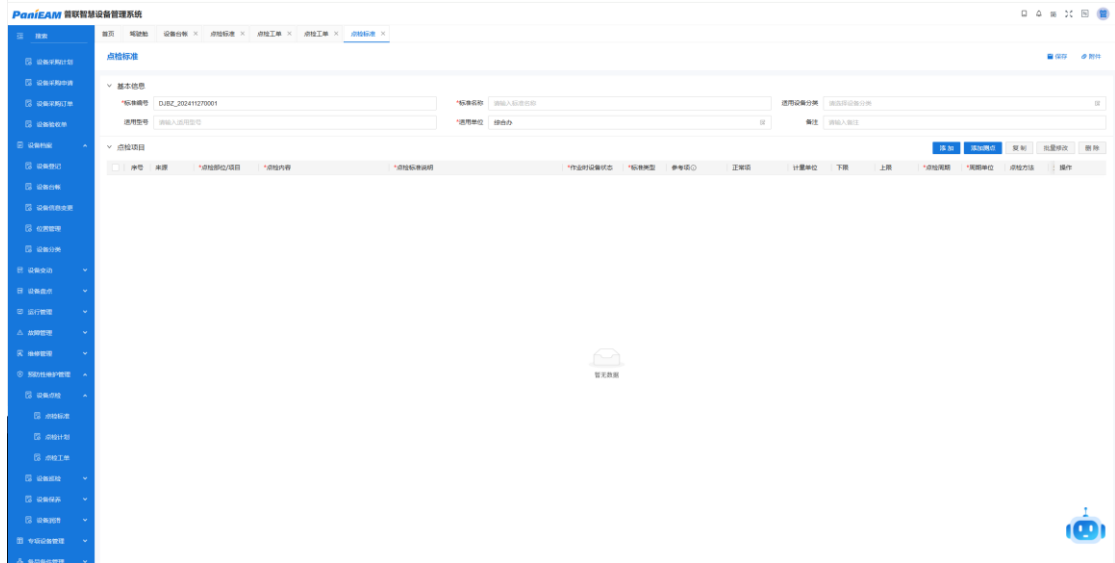 PaniEAM 普联智慧设备管理系统
搜索
首页 驾驶舱 设备台帐 × 点检标准 × 点检工单 × 点检工单 × 点检标准 ×
点检标准 保存 附件
基本信息
*标准编号 DJBZ_202411270001 *标准名称 请输入标准名称 适用设备分类 请选择设备分类
适用型号 请输入适用型号 *适用单位 综合办 备注 请输入备注
点检项目 添加 添加测点 复制 批量修改 删除
序号 来源 *点检部位/项目 *点检内容 *点检标准说明 *作业时设备状态 *标准类型 参考项 正常项 计量单位 下限 上限 *点检周期 *周期单位 点检方法 操作
暂无数据
设备采购计划
设备采购申请
设备采购订单
设备验收单
设备档案
设备登记
设备台帐
设备信息变更
位置管理
设备分类
设备变动
设备盘点
运行管理
故障管理
维修管理
预防性维护管理
设备点检
点检标准
点检计划
点检工单
设备巡检
设备保养
设备润滑
专项设备管理